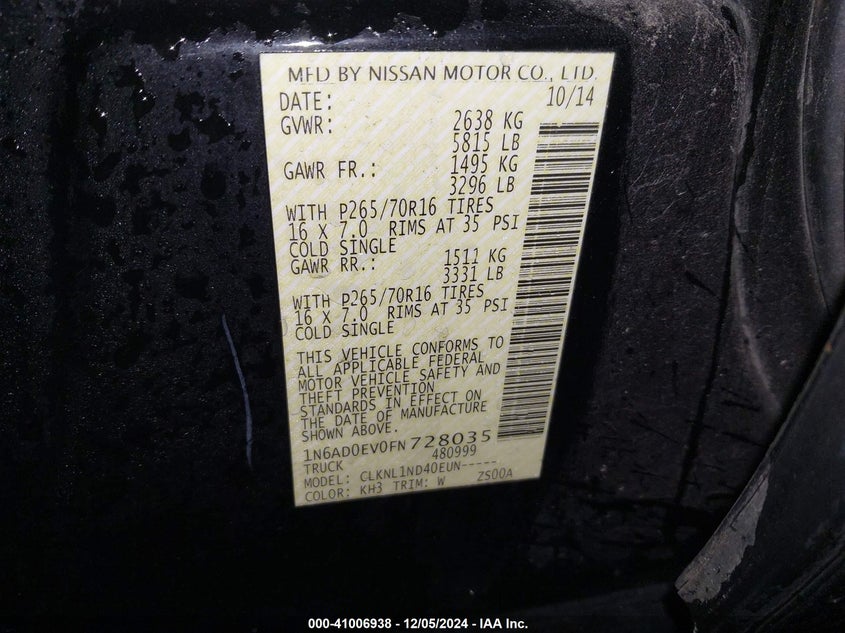 MFD BY NISSAN MOTOR CO., LTD.
DATE: 10/14
GVWR: 2638 KG
5815 LB
GAWR FR.: 1495 KG
3296 LB
WITH P265/70R16 TIRES
16 X 7.0 RIMS AT 35 PSI
COLD SINGLE
GAWR RR.: 1511 KG
3331 LB
WITH P265/70R16 TIRES
16 X 7.0 RIMS AT 35 PSI
COLD SINGLE
THIS VEHICLE CONFORMS TO
ALL APPLICABLE FEDERAL
MOTOR VEHICLE SAFETY AND
THEFT PREVENTION
STANDARDS IN EFFECT ON
THE DATE OF MANUFACTURE
SHOWN ABOVE.
1N6AD0EV0FN728035
TRUCK 480999
MODEL: CLKNL1ND40EUN-----
COLOR: KH3 TRIM: W ZS00A
000-41006938 - 12/05/2024 - IAA Inc.